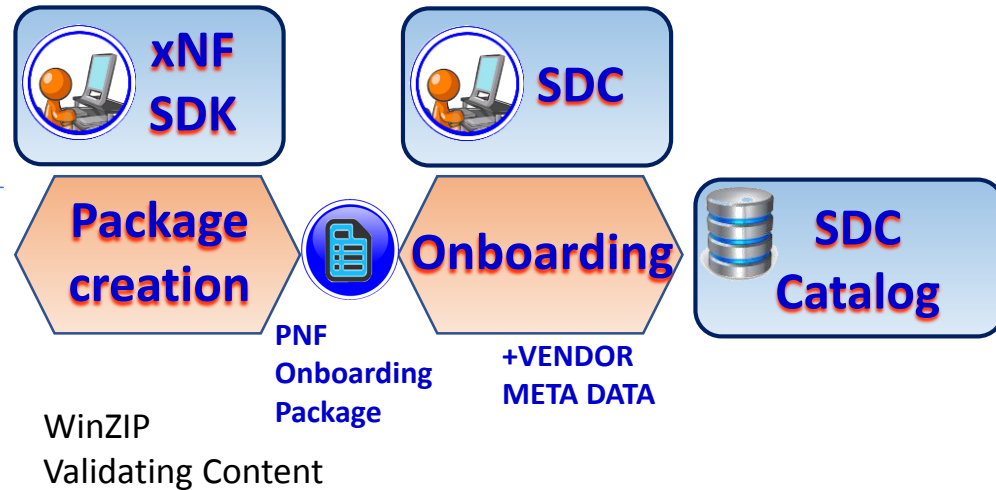 xNF
SDK
SDC
Package
creation
Onboarding
SDC
Catalog
PNF
Onboarding
Package
+VENDOR
META DATA
WinZIP
Validating Content